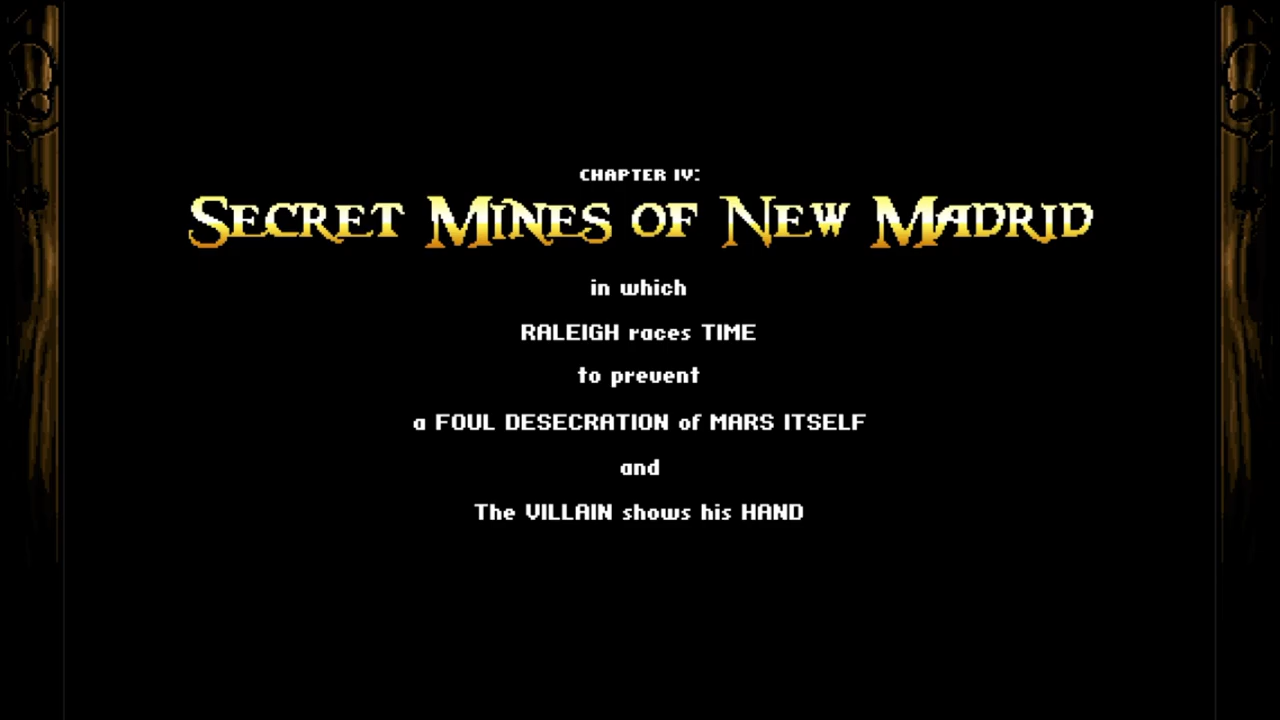 CHAPTER IV:
SECRET MINES OF NEW MADRID
in which
RALEIGH races TIME
to prevent
a FOUL DESECRATION of MARS ITSELF
and
The VILLAIN shows his HAND